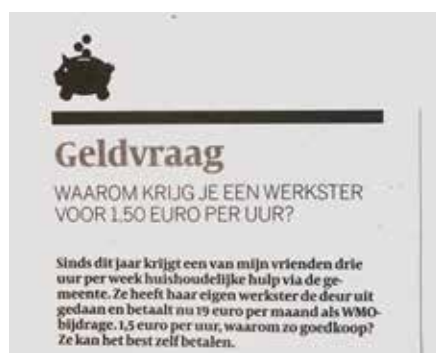 Geldvraag
WAAROM KRIJG JE EEN WERKSTER
VOOR 1.50 EURO PER UUR?
Sinds dit jaar krijgt een van mijn vrienden drie
uur per week huishoudelijke hulp via de ge-
meente. Ze heeft haar eigen werkster de deur uit
gedaan en betaalt nu 19 euro per maand als WMO-
bijdrage. 1,5 euro per uur, waarom zo goedkoop?
Ze kan het best zelf betalen.